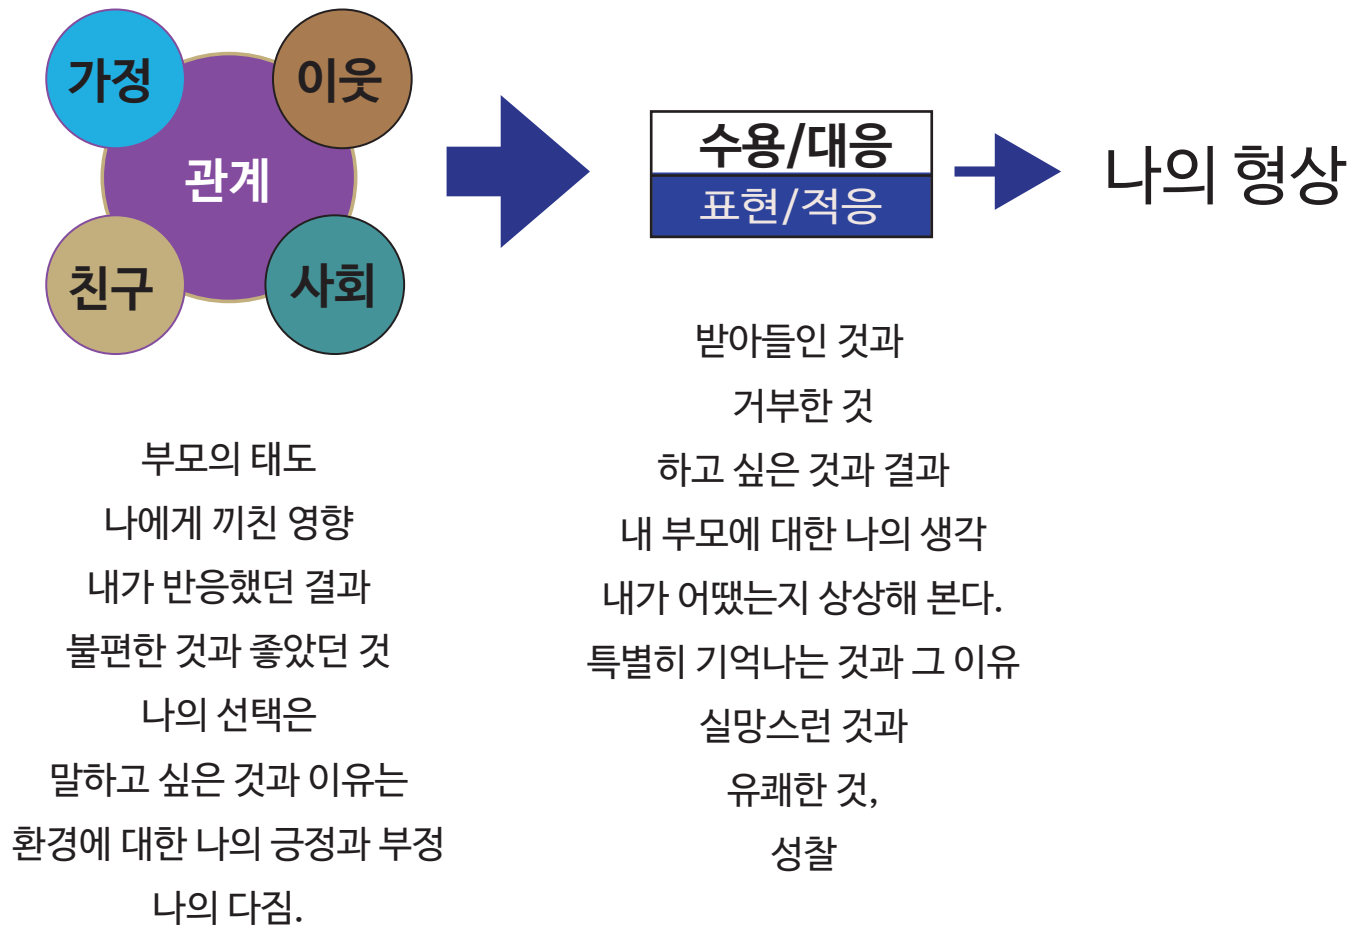 가정
이웃
관계
친구
사회
수용/대응
표현/적응
나의 형상
부모의 태도
나에게 끼친 영향
내가 반응했던 결과
불편한 것과 좋았던 것
나의 선택은
말하고 싶은 것과 이유는
환경에 대한 나의 긍정과 부정
나의 다짐.
받아들인 것과
거부한 것
하고 싶은 것과 결과
내 부모에 대한 나의 생각
내가 어땠는지 상상해 본다.
특별히 기억나는 것과 그 이유
실망스런 것과
유쾌한 것,
성찰